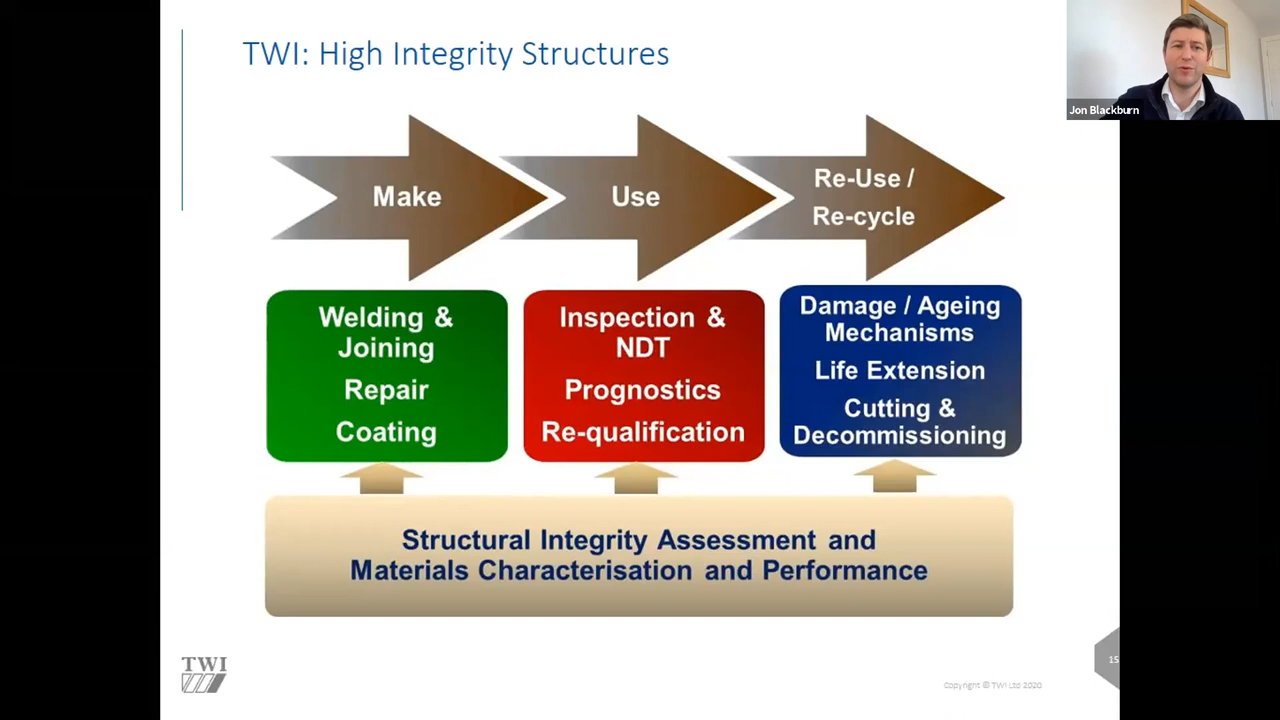 TWI: High Integrity Structures
Jon Blackburn
Make
Use
Re-Use /
Re-cycle
Welding &
Joining
Repair
Coating
Inspection &
NDT
Prognostics
Re-qualification
Damage / Ageing
Mechanisms
Life Extension
Cutting &
Decommissioning
Structural Integrity Assessment and
Materials Characterisation and Performance
TWI
Copyright © TWI Ltd 2020
15